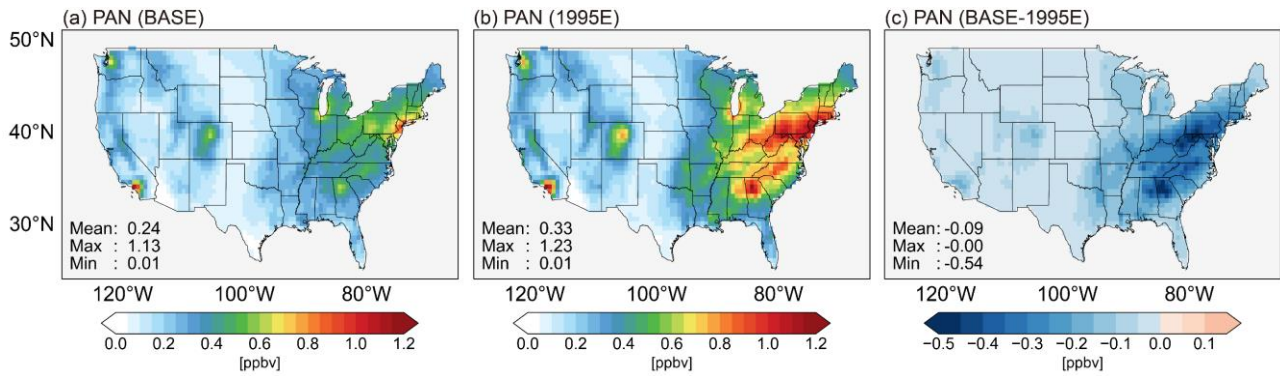 (a) PAN (BASE)
(b) PAN (1995E)
(c) PAN (BASE-1995E)
50°N
40°N
30°N
Mean: 0.24
Max : 1.13
Min : 0.01
Mean: 0.33
Max : 1.23
Min : 0.01
Mean: -0.09
Max : -0.00
Min : -0.54
120°W 100°W 80°W
120°W 100°W 80°W
120°W 100°W 80°W
0.0 0.2 0.4 0.6 0.8 1.0 1.2
[ppbv]
0.0 0.2 0.4 0.6 0.8 1.0 1.2
[ppbv]
−0.5 −0.4 −0.3 −0.2 −0.1 0.0 0.1
[ppbv]